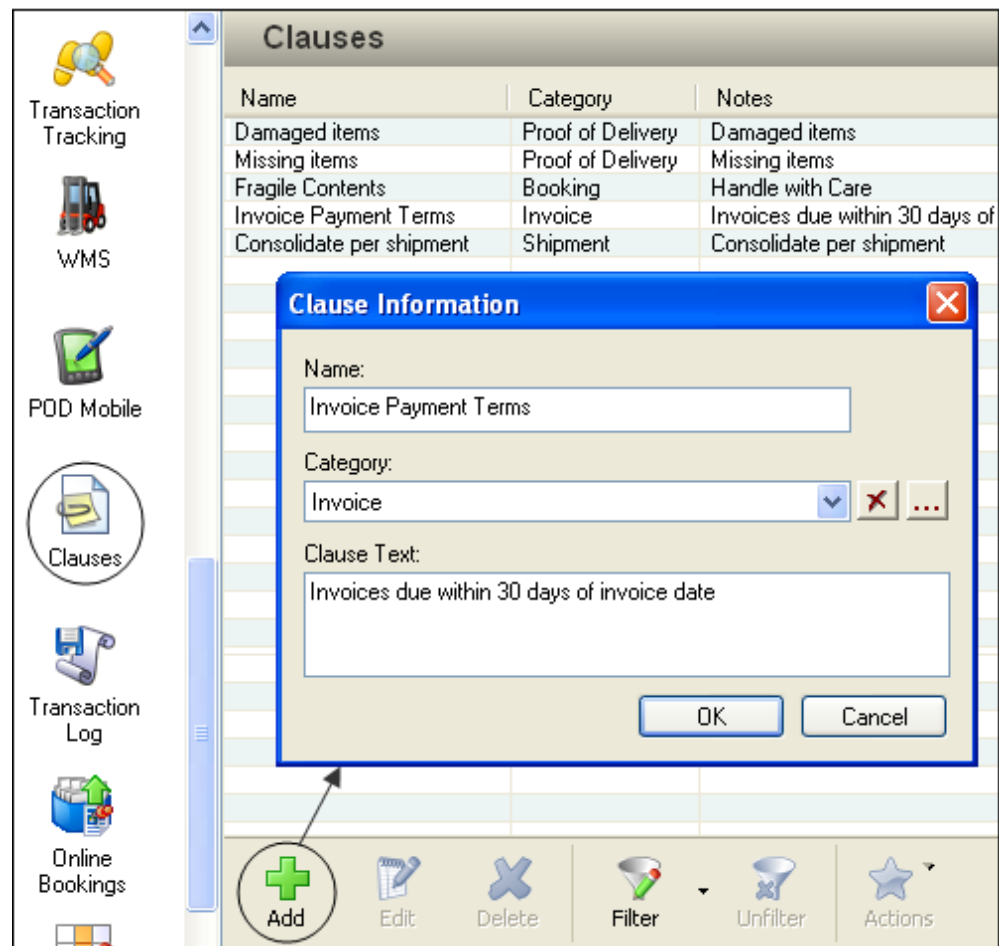 Transaction
Tracking
WMS
POD Mobile
Clauses
Transaction
Log
Online
Bookings
Clauses
Name Category Notes
Damaged items Proof of Delivery Damaged items
Missing items Proof of Delivery Missing items
Fragile Contents Booking Handle with Care
Invoice Payment Terms Invoice Invoices due within 30 days of
Consolidate per shipment Shipment Consolidate per shipment
Clause Information
Name:
Invoice Payment Terms
Category:
Invoice
...
Clause Text:
Invoices due within 30 days of invoice date
OK Cancel
Add Edit Delete Filter Unfilter Actions